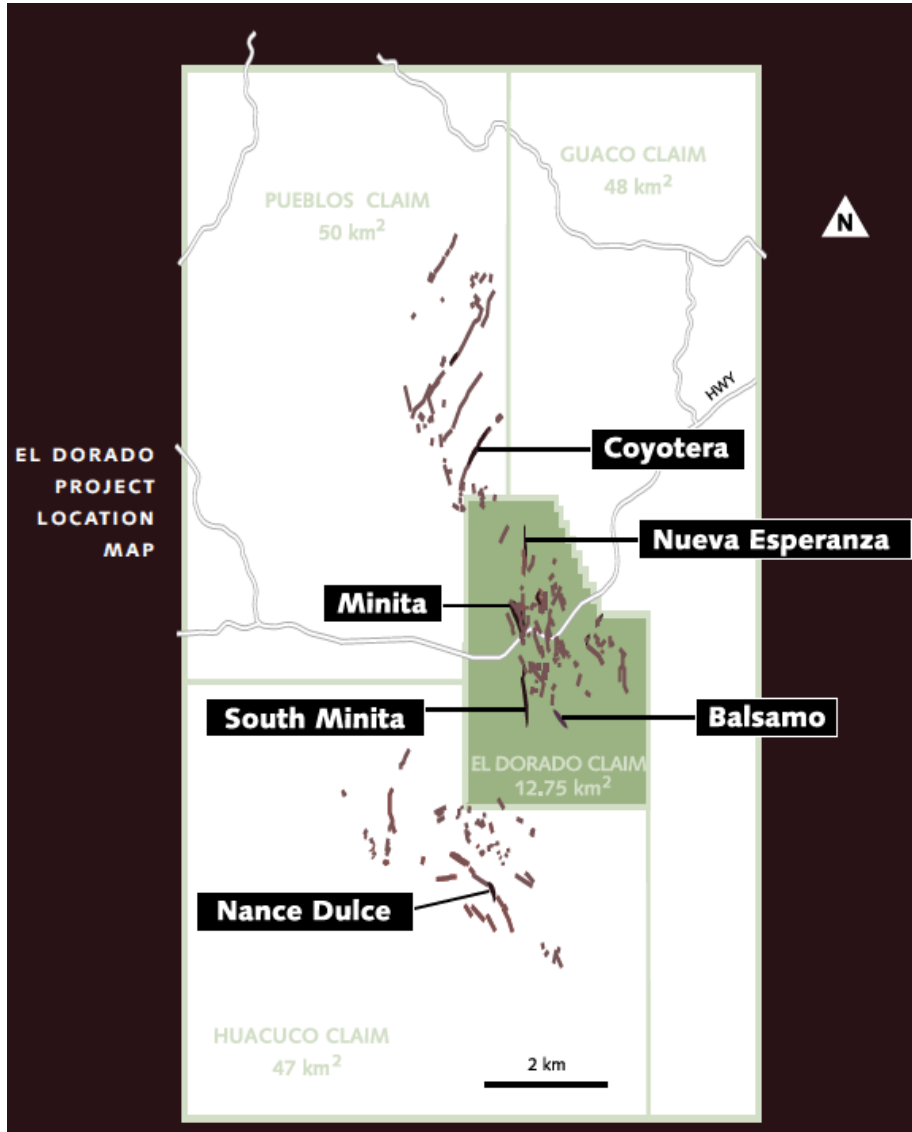 GUACO CLAIM
48 km²
PUEBLOS CLAIM
50 km²
N
HWY
EL DORADO
PROJECT
LOCATION
MAP
Coyotera
Nueva Esperanza
Minita
South Minita
Balsamo
EL DORADO CLAIM
12.75 km²
Nance Dulce
HUACUCO CLAIM
47 km²
2 km